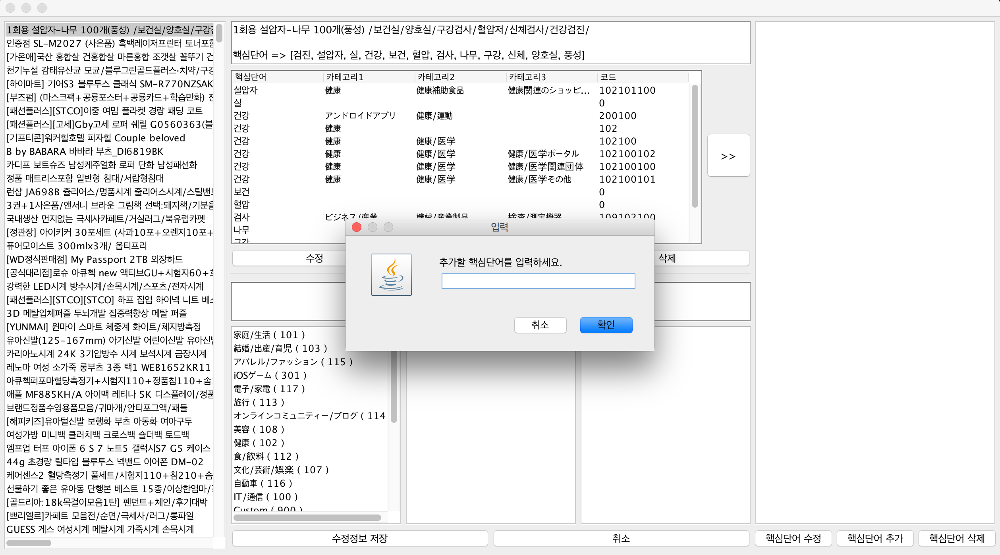 1회용 설압자-나무 100개(풍성) /보건실/양호실/구강
인증점 SL-M2027 (사은품) 흑백레이저프린터 토너포함
[가온애]국산 홍합살 건홍합살 마른홍합 조갯살 꼴뚜기 건
천기누설 감태유산균 모균/블루그린골드플러스·치약/구강
[하이마트] 기어S3 블루투스 클래식 SM-R770NZSAK
[부즈펌] (마스크팩+공룡포스터+공룡카드+학습만화) 진
[패션플러스][STCO]이중 여밈 플라켓 경량 패딩 코트
[패션플러스][고세]Gby고세 로퍼 쉐릴 G0560363(블
[기프티콘]워커힐호텔 피자힐 Couple beloved
B by BABARA 바바라 부츠_DI6819BK
카디프 보트슈즈 남성케주얼화 로퍼 단화 남성패션화
정품 매트리스포함 일반형 침대/서랍형침대
런샵 JA698B 쥴리어스/명품시계 줄리어스시계/스틸밴드
3권+1사은품/앤서니 브라운 그림책 선택:돼지책/기분을
국내생산 먼지없는 극세사카페트/거실러그/북유럽카펫
[정관장] 아이키커 30포세트 (사과10포+오렌지10포+
퓨어모이스트 300mlx3개/ 옵티프리
[WD정식판매점] My Passport 2TB 외장하드
[공식대리점]로슈 아큐첵 new 액티브GU+시험지60+
강력한 LED시계 방수시계/손목시계/스포츠/전자시계
[패션플러스][STCO][STCO] 하프 집업 하이넥 니트 베스
3D 메탈입체퍼즐 두뇌개발 집중력향상 메탈 퍼즐
[YUNMAI] 윈마이 스마트 체중계 화이트/체지방측정
유아신발(125-167mm) 아기신발 어린이신발 유아신발
카리아노시계 24K 3기압방수 시계 보석시계 금장시계
레노마 여성 소가죽 롱부츠 3종 택1 WEB1652KR11
아큐첵퍼포마혈당측정기+시험지110+정품침110+솜
애플 MF885KH/A 아이맥 레티나 5K 디스플레이/정품
브랜드정품수영용품모음/귀마개/안티포그액/패들
[해피키즈]유아털신발 보행화 부츠 아동화 여아구두
여성가방 미니백 클러치백 크로스백 숄더백 토드백
엠프업 터프 아이폰 6 S 7 노트5 갤럭시S7 G5 케이스
44g 초경량 릴타입 블루투스 넥밴드 이어폰 DM-02
케어센스2 혈당측정기 풀세트/시험지110+침210+솜
선물하기 좋은 유아동 단행본 베스트 15종/이상한엄마/
[골드리아:18k목걸이모음1탄] 펜던트+체인/후기대박
[쁘리엘르]카페트 모음전/순면/극세사/러그/롱파일
GUESS 게스 여성시계 메탈시계 가죽시계 손목시계
1회용 설압자-나무 100개(풍성) /보건실/양호실/구강검사/혈압저/신체검사/건강검진/
핵심단어 => [검진, 설압자, 실, 건강, 보건, 혈압, 검사, 나무, 구강, 신체, 양호실, 풍성]
핵심단어 카테고리1 카테고리2 카테고리3 코드
설압자 健康 健康補助食品 健康関連のショッピ... 102101100
실 0
건강 アンドロイドアプリ 健康/運動 200100
건강 健康 102
건강 健康 健康/医学 102100
건강 健康 健康/医学 健康/医学ポータル 102100102
건강 健康 健康/医学 健康/医学関連団体 102100100
건강 健康 健康/医学 健康/医学その他 102100101
보건 0
혈압 0
검사 ビジネス/産業 機械/産業製品 検査/測定機器 109102100
나무
구강
>>
수정
삭제
입력
추가할 핵심단어를 입력하세요.
취소
확인
家庭/生活 ( 101 )
結婚/出産/育児 ( 103 )
アパレル/ファッション ( 115 )
iOSゲーム ( 301 )
電子/家電 ( 117 )
旅行 ( 113 )
オンラインコミュニティー/ブログ ( 114
美容 ( 108 )
健康 ( 102 )
食/飲料 ( 112 )
文化/芸術/娯楽 ( 107 )
自動車 ( 116 )
IT/通信 ( 100 )
Custom ( 900 )
수정정보 저장
취소
핵심단어 수정
핵심단어 추가
핵심단어 삭제